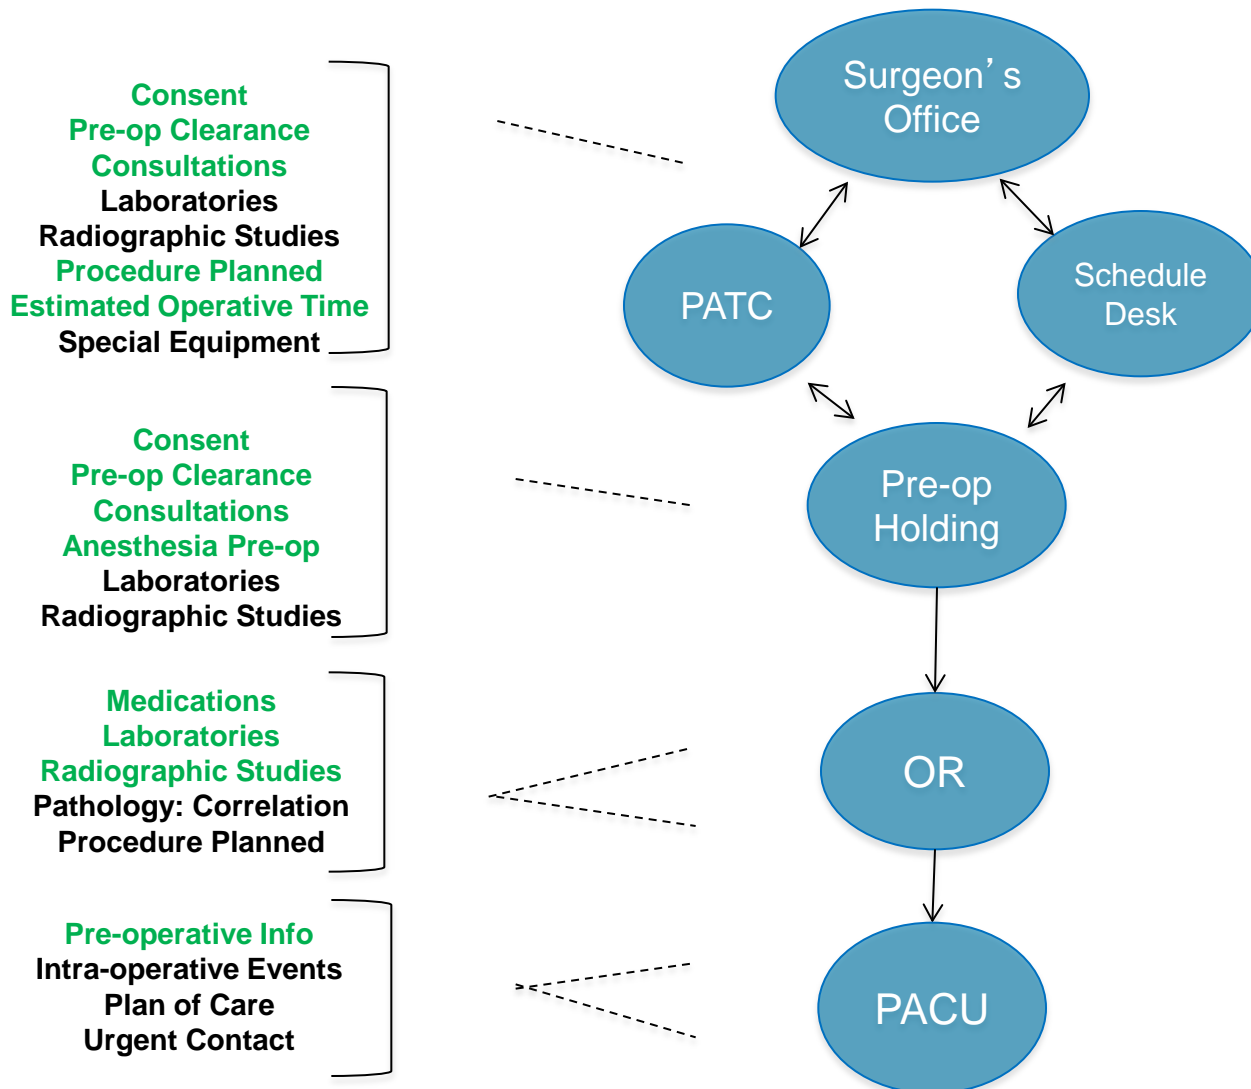 Consent
Pre-op Clearance
Consultations
Laboratories
Radiographic Studies
Procedure Planned
Estimated Operative Time
Special Equipment
Surgeon’s
Office
PATC
Schedule
Desk
Consent
Pre-op Clearance
Consultations
Anesthesia Pre-op
Laboratories
Radiographic Studies
Pre-op
Holding
Medications
Laboratories
Radiographic Studies
Pathology: Correlation
Procedure Planned
OR
Pre-operative Info
Intra-operative Events
Plan of Care
Urgent Contact
PACU